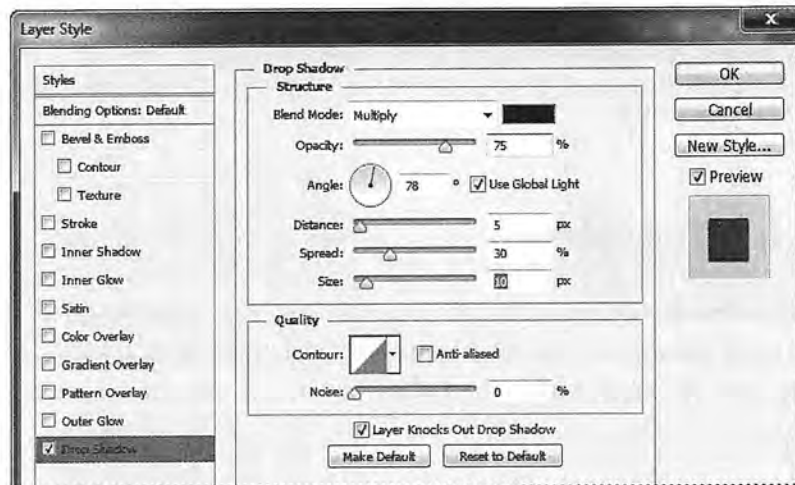 Layer Style
X
Styles
Blending Options: Default
Bevel & Emboss
Contour
Texture
Stroke
Inner Shadow
Inner Glow
Satin
Color Overlay
Gradient Overlay
Pattern Overlay
Outer Glow
Drop Shadow
Drop Shadow
Structure
Blend Mode: Multiply
Opacity: 75 %
Angle: 78 ° Use Global Light
Distance: 5 px
Spread: 30 %
Size: 10 px
Quality
Contour: Anti-aliased
Noise: 0 %
Layer Knocks Out Drop Shadow
Make Default Reset to Default
OK
Cancel
New Style...
Preview